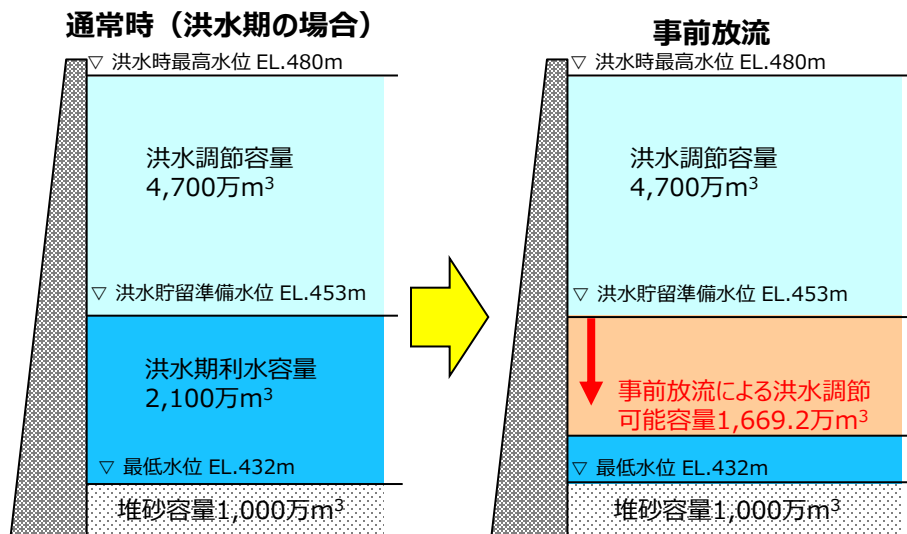 通常時（洪水期の場合）
▽ 洪水時最高水位 EL.480m
洪水調節容量
4,700万m³
▽ 洪水貯留準備水位 EL.453m
洪水期利水容量
2,100万m³
▽ 最低水位 EL.432m
堆砂容量1,000万m³
事前放流
▽ 洪水時最高水位 EL.480m
洪水調節容量
4,700万m³
▽ 洪水貯留準備水位 EL.453m
事前放流による洪水調節
可能容量1,669.2万m³
▽ 最低水位 EL.432m
堆砂容量1,000万m³